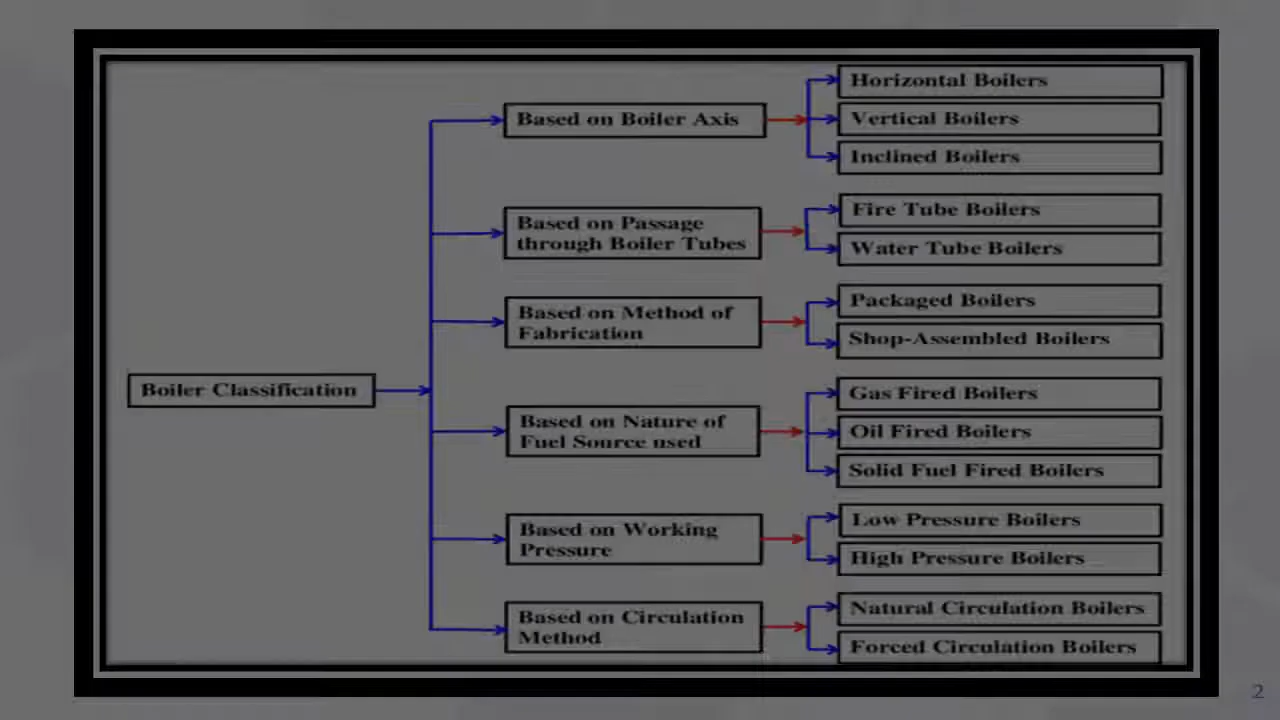 Boiler Classification
Based on Boiler Axis
Horizontal Boilers
Vertical Boilers
Inclined Boilers
Based on Passage
through Boiler Tubes
Fire Tube Boilers
Water Tube Boilers
Based on Method of
Fabrication
Packaged Boilers
Shop-Assembled Boilers
Based on Nature of
Fuel Source used
Gas Fired Boilers
Oil Fired Boilers
Solid Fuel Fired Boilers
Based on Working
Pressure
Low Pressure Boilers
High Pressure Boilers
Based on Circulation
Method
Natural Circulation Boilers
Forced Circulation Boilers
2